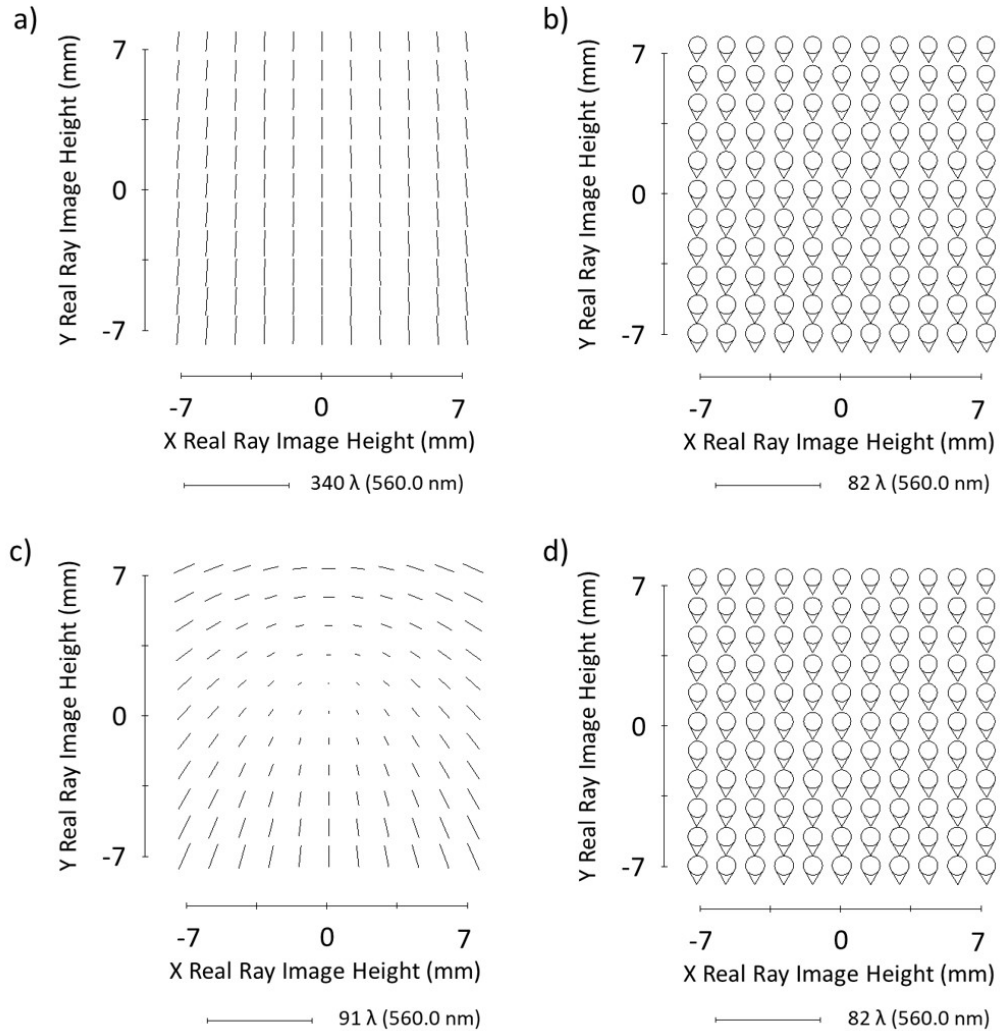 a)
Y Real Ray Image Height (mm)
7
0
-7
-7 0 7
X Real Ray Image Height (mm)
340 λ (560.0 nm)
b)
Y Real Ray Image Height (mm)
7
0
-7
-7 0 7
X Real Ray Image Height (mm)
82 λ (560.0 nm)
c)
Y Real Ray Image Height (mm)
7
0
-7
-7 0 7
X Real Ray Image Height (mm)
91 λ (560.0 nm)
d)
Y Real Ray Image Height (mm)
7
0
-7
-7 0 7
X Real Ray Image Height (mm)
82 λ (560.0 nm)